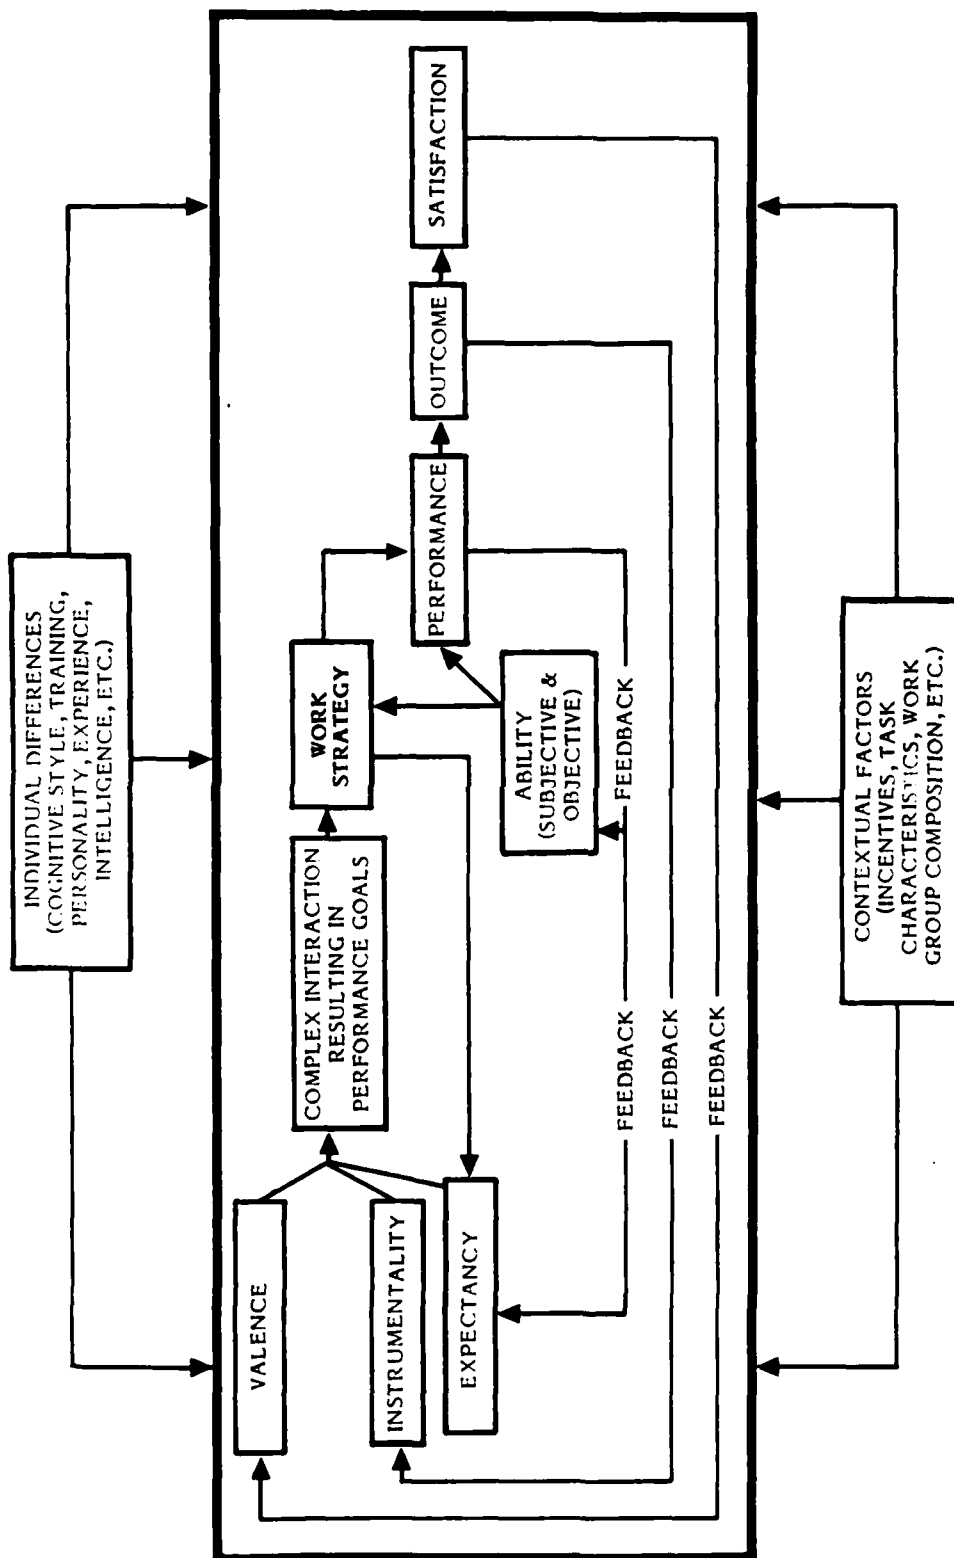 INDIVIDUAL DIFFERENCES
(COGNITIVE STYLE, TRAINING,
PERSONALITY, EXPERIENCE,
INTELLIGENCE, ETC.)
VALENCE
INSTRUMENTALITY
EXPECTANCY
COMPLEX INTERACTION
RESULTING IN
PERFORMANCE GOALS
WORK
STRATEGY
ABILITY
(SUBJECTIVE &
OBJECTIVE)
PERFORMANCE
OUTCOME
SATISFACTION
FEEDBACK
FEEDBACK
FEEDBACK
FEEDBACK
CONTEXTUAL FACTORS
(INCENTIVES, TASK
CHARACTERISTICS, WORK
GROUP COMPOSITION, ETC.)